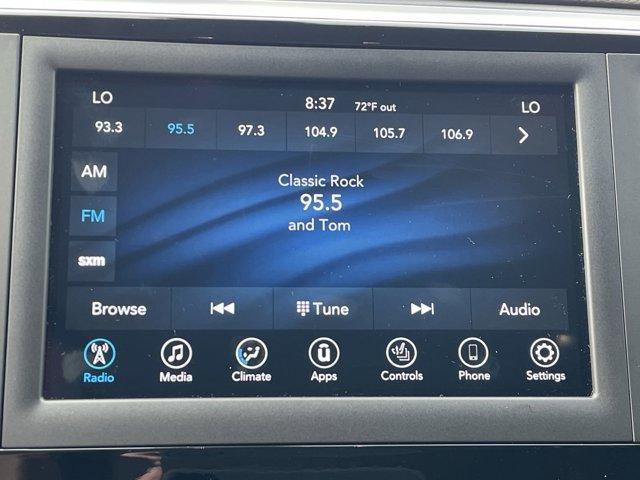 LO 8:37 72°F out LO
93.3 95.5 97.3 104.9 105.7 106.9
AM
FM
sxm
Classic Rock
95.5
and Tom
Browse Tune Audio
Radio Media Climate Apps Controls Phone Settings